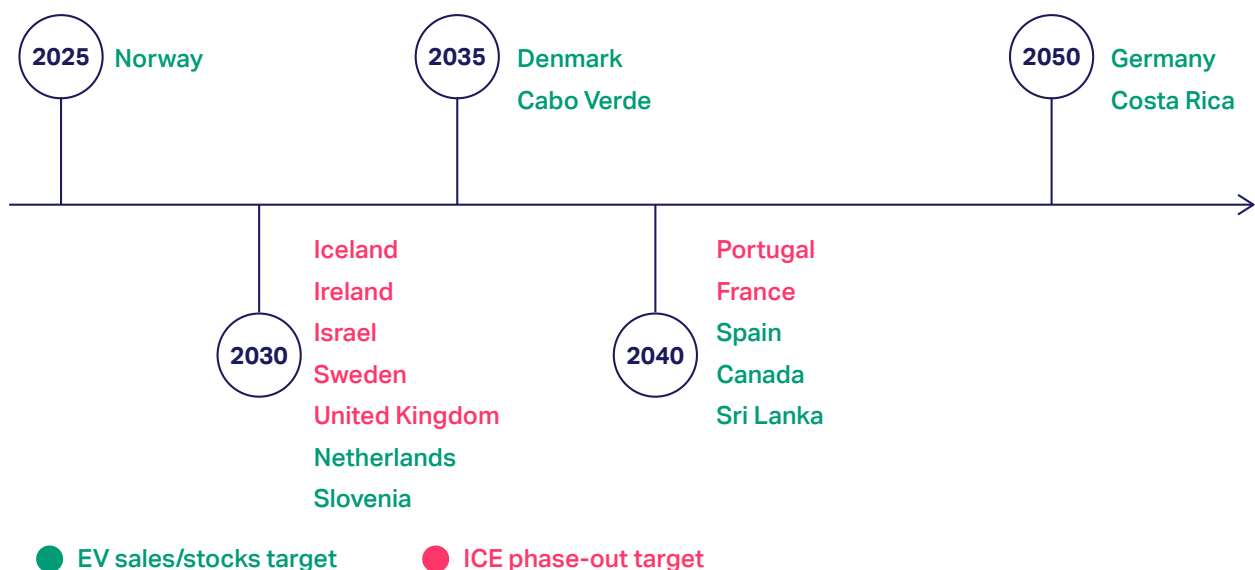 2025
Norway
2035
Denmark
Cabo Verde
2050
Germany
Costa Rica
2030
Iceland
Ireland
Israel
Sweden
United Kingdom
Netherlands
Slovenia
2040
Portugal
France
Spain
Canada
Sri Lanka
EV sales/stocks target
ICE phase-out target